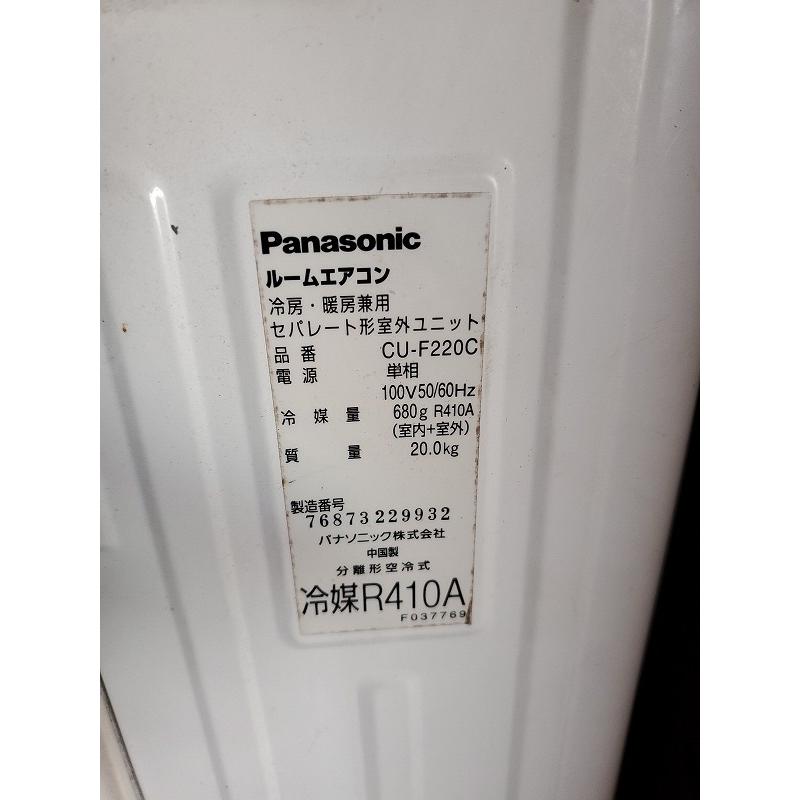 Panasonic
ルームエアコン
冷房・暖房兼用
セパレート形室外ユニット
品番 CU-F220C
電源 単相
100V50/60Hz
冷媒量 680g R410A
(室内+室外)
質量 20.0kg
製造番号
76873229932
パナソニック株式会社
中国製
分離形空冷式
冷媒R410A
F037769